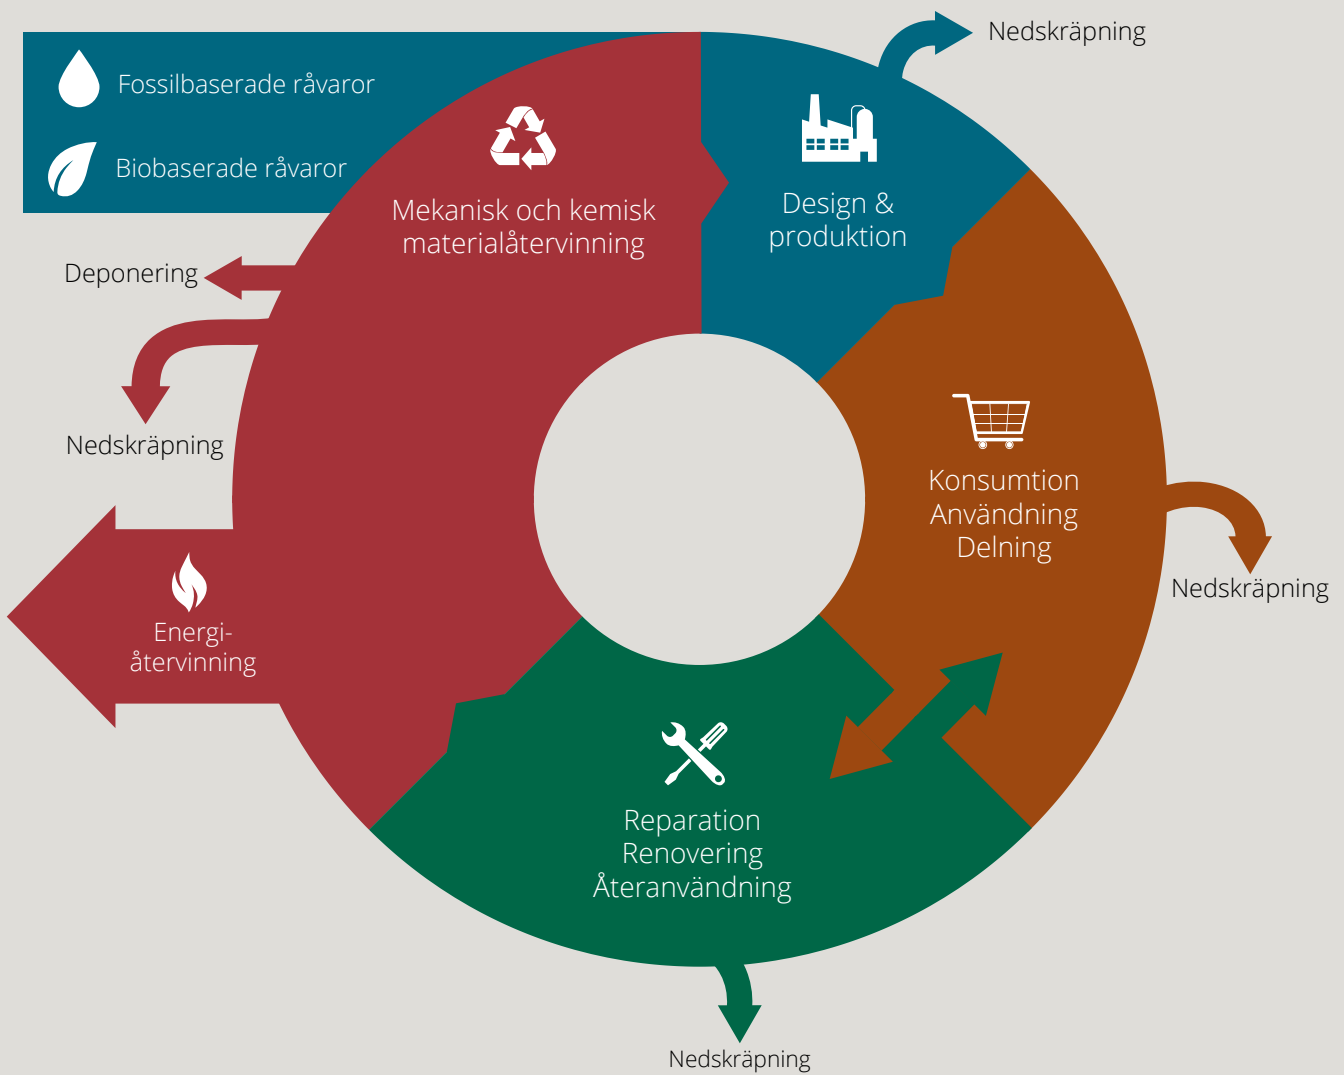 Nedskräpning
Fossilbaserade råvaror
Biobaserade råvaror
Mekanisk och kemisk
materialåtervinning
Design &
produktion
Deponering
Nedskräpning
Konsumtion
Användning
Delning
Nedskräpning
Energi-
återvinning
Reparation
Renovering
Återanvändning
Nedskräpning